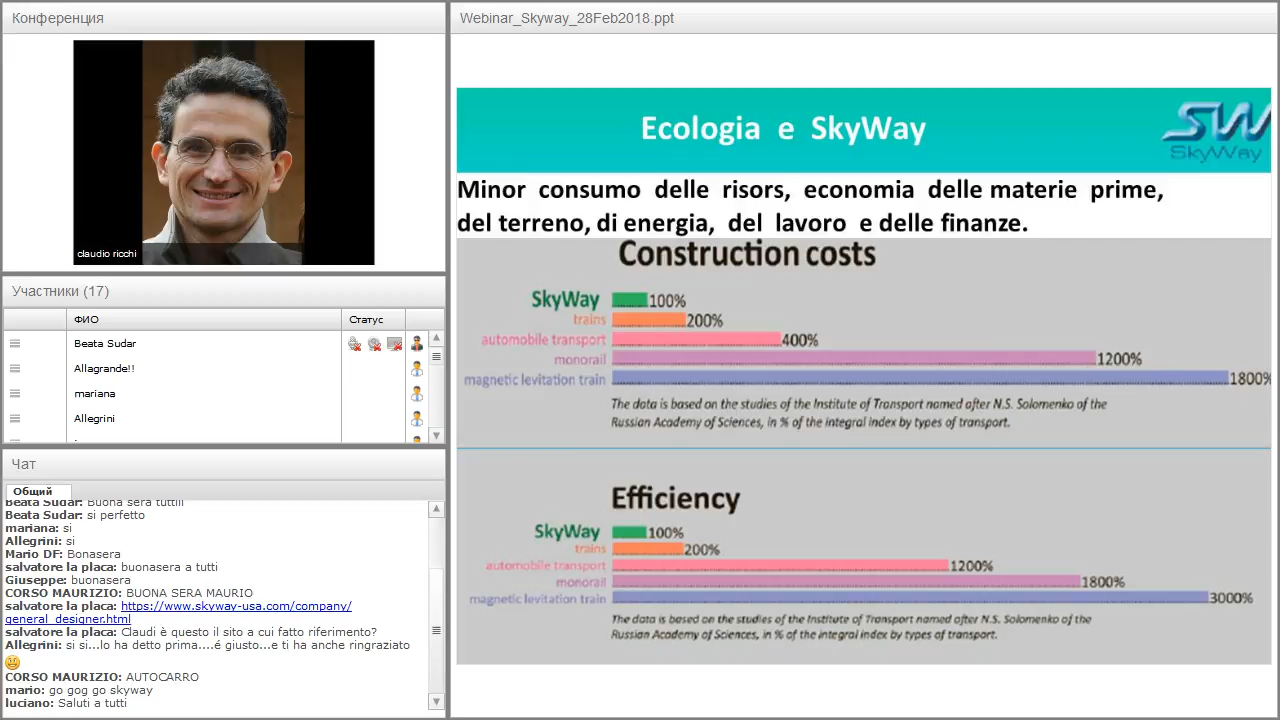 Конференция
claudio ricchi
Участники (17)
ФИО
Статус
Beata Sudar
Allagrande!!
mariana
Allegrini
Чат
Общий
Beata Sudar: Buona sera tuttiii
Beata Sudar: si perfetto
mariana: si
Allegrini: si
Mario DF: Bonasera
salvatore la placa: buonasera a tutti
Giuseppe: buonasera
CORSO MAURIZIO: BUONA SERA MAURIO
salvatore la placa: https://www.skyway-usa.com/company/
general_designer.html
salvatore la placa: Claudi è questo il sito a cui fatto riferimento?
Allegrini: si si...lo ha detto prima....é giusto...e ti ha anche ringraziato
CORSO MAURIZIO: AUTOCARRO
mario: go gog go skyway
luciano: Saluti a tutti
Webinar_Skyway_28Feb2018.ppt
Ecologia e SkyWay
SW
SkyWay
Minor consumo delle risors, economia delle materie prime,
del terreno, di energia, del lavoro e delle finanze.
Construction costs
SkyWay 100%
trains 200%
automobile transport 400%
monorail 1200%
magnetic levitation train 1800%
The data is based on the studies of the Institute of Transport named after N.S. Solomenko of the
Russian Academy of Sciences, in % of the integral index by types of transport.
Efficiency
SkyWay 100%
trains 200%
automobile transport 1200%
monorail 1800%
magnetic levitation train 3000%
The data is based on the studies of the Institute of Transport named after N.S. Solomenko of the
Russian Academy of Sciences, in % of the integral index by types of transport.